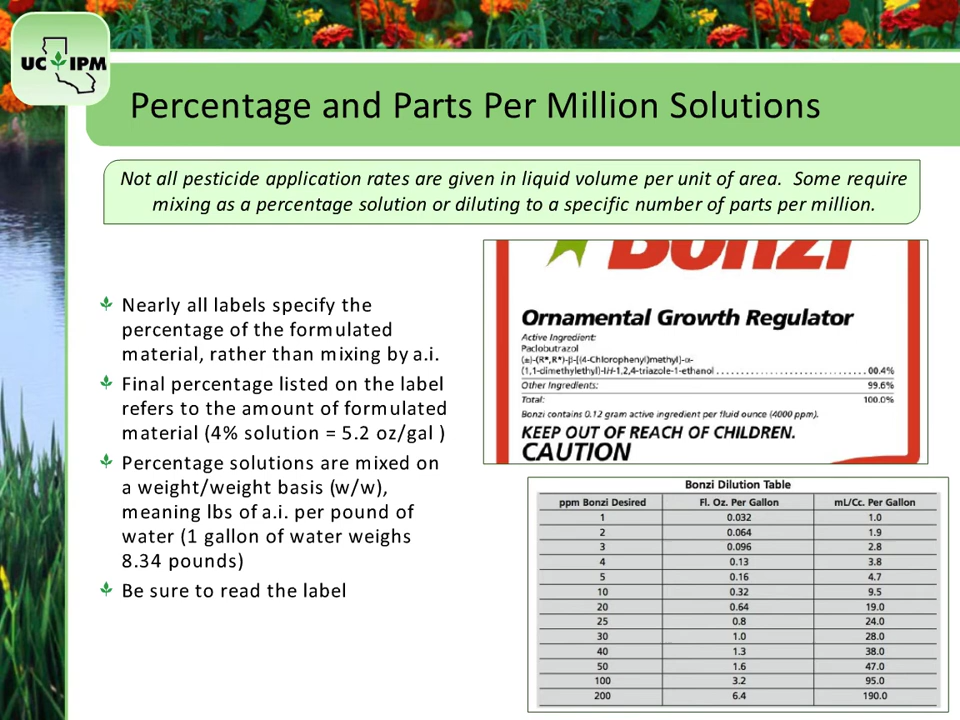 UC IPM
Percentage and Parts Per Million Solutions
Not all pesticide application rates are given in liquid volume per unit of area. Some require
mixing as a percentage solution or diluting to a specific number of parts per million.
Nearly all labels specify the
percentage of the formulated
material, rather than mixing by a.i.
Final percentage listed on the label
refers to the amount of formulated
material (4% solution = 5.2 oz/gal )
Percentage solutions are mixed on
a weight/weight basis (w/w),
meaning lbs of a.i. per pound of
water (1 gallon of water weighs
8.34 pounds)
Be sure to read the label
Bonzi
Ornamental Growth Regulator
Active Ingredient:
Paclobutrazol
(±)-(R*,R*)-β-[(4-Chlorophenyl)methyl]-α-
(1,1-dimethylethyl)-1H-1,2,4-triazole-1-ethanol . . . . . . . . . . . . . . . . . . . . . . . . . . . . . . . . 00.4%
Other Ingredients: 99.6%
Total: 100.0%
Bonzi contains 0.12 gram active ingredient per fluid ounce (4000 ppm).
KEEP OUT OF REACH OF CHILDREN.
CAUTION
Bonzi Dilution Table
ppm Bonzi Desired Fl. Oz. Per Gallon mL/Cc. Per Gallon
1 0.032 1.0
2 0.064 1.9
3 0.096 2.8
4 0.13 3.8
5 0.16 4.7
10 0.32 9.5
20 0.64 19.0
25 0.8 24.0
30 1.0 28.0
40 1.3 38.0
50 1.6 47.0
100 3.2 95.0
200 6.4 190.0